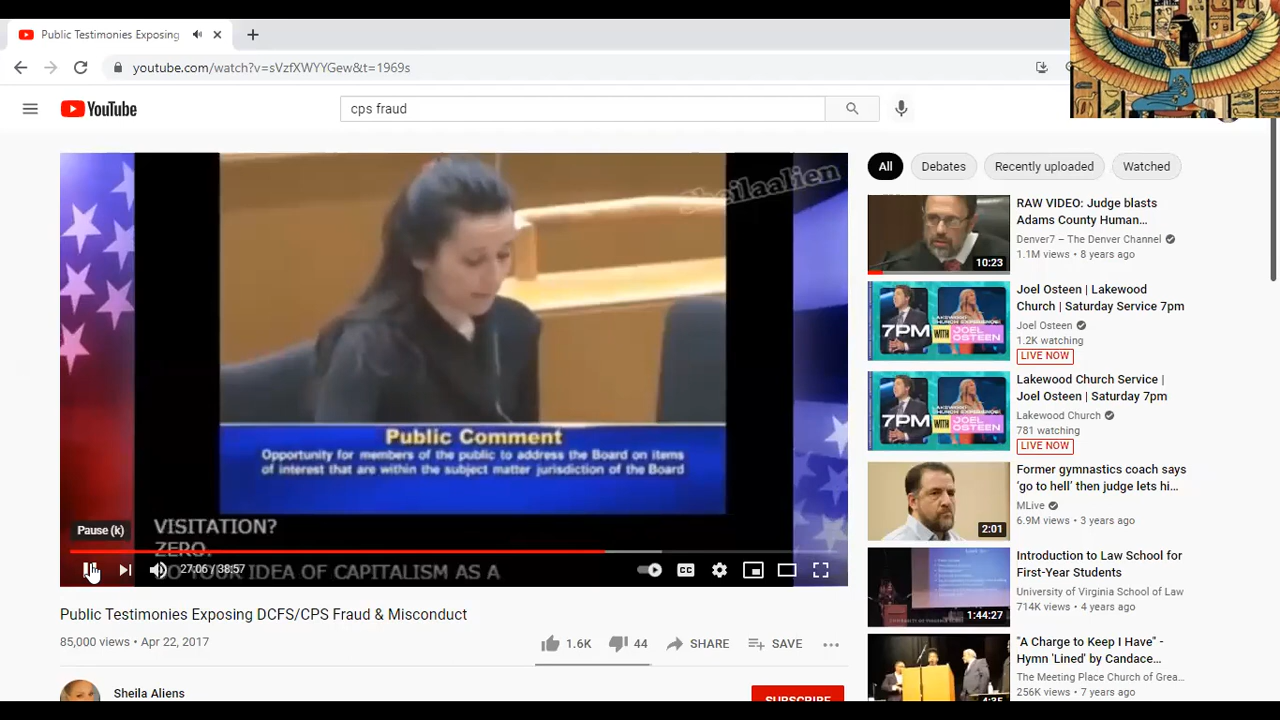 Public Testimonies Exposing
youtube.com/watch?v=sVzfXWYYGew&t=1969s
YouTube
cps fraud
Sheilaalien
Public Comment
Opportunity for members of the public to address the Board on items
of interest that are within the subject matter jurisdiction of the Board
VISITATION?
ZERO.
OF CAPITALISM AS A
Pause (k)
27:06 / 38:57
Public Testimonies Exposing DCFS/CPS Fraud & Misconduct
85,000 views • Apr 22, 2017
1.6K
44
SHARE
SAVE
Sheila Aliens
SUBSCRIBE
All
Debates
Recently uploaded
Watched
10:23
RAW VIDEO: Judge blasts
Adams County Human…
Denver7 – The Denver Channel
1.1M views • 8 years ago
7PM
WITH
JOEL
OSTEEN
Joel Osteen | Lakewood
Church | Saturday Service 7pm
Joel Osteen
1.2K watching
LIVE NOW
7PM
WITH
JOEL
OSTEEN
Lakewood Church Service |
Joel Osteen | Saturday 7pm
Lakewood Church
781 watching
LIVE NOW
2:01
Former gymnastics coach says
'go to hell' then judge lets hi…
MLive
6.9M views • 3 years ago
1:44:27
Introduction to Law School for
First-Year Students
University of Virginia School of Law
714K views • 4 years ago
4:35
"A Charge to Keep I Have" -
Hymn 'Lined' by Candace…
The Meeting Place Church of Grea…
256K views • 7 years ago